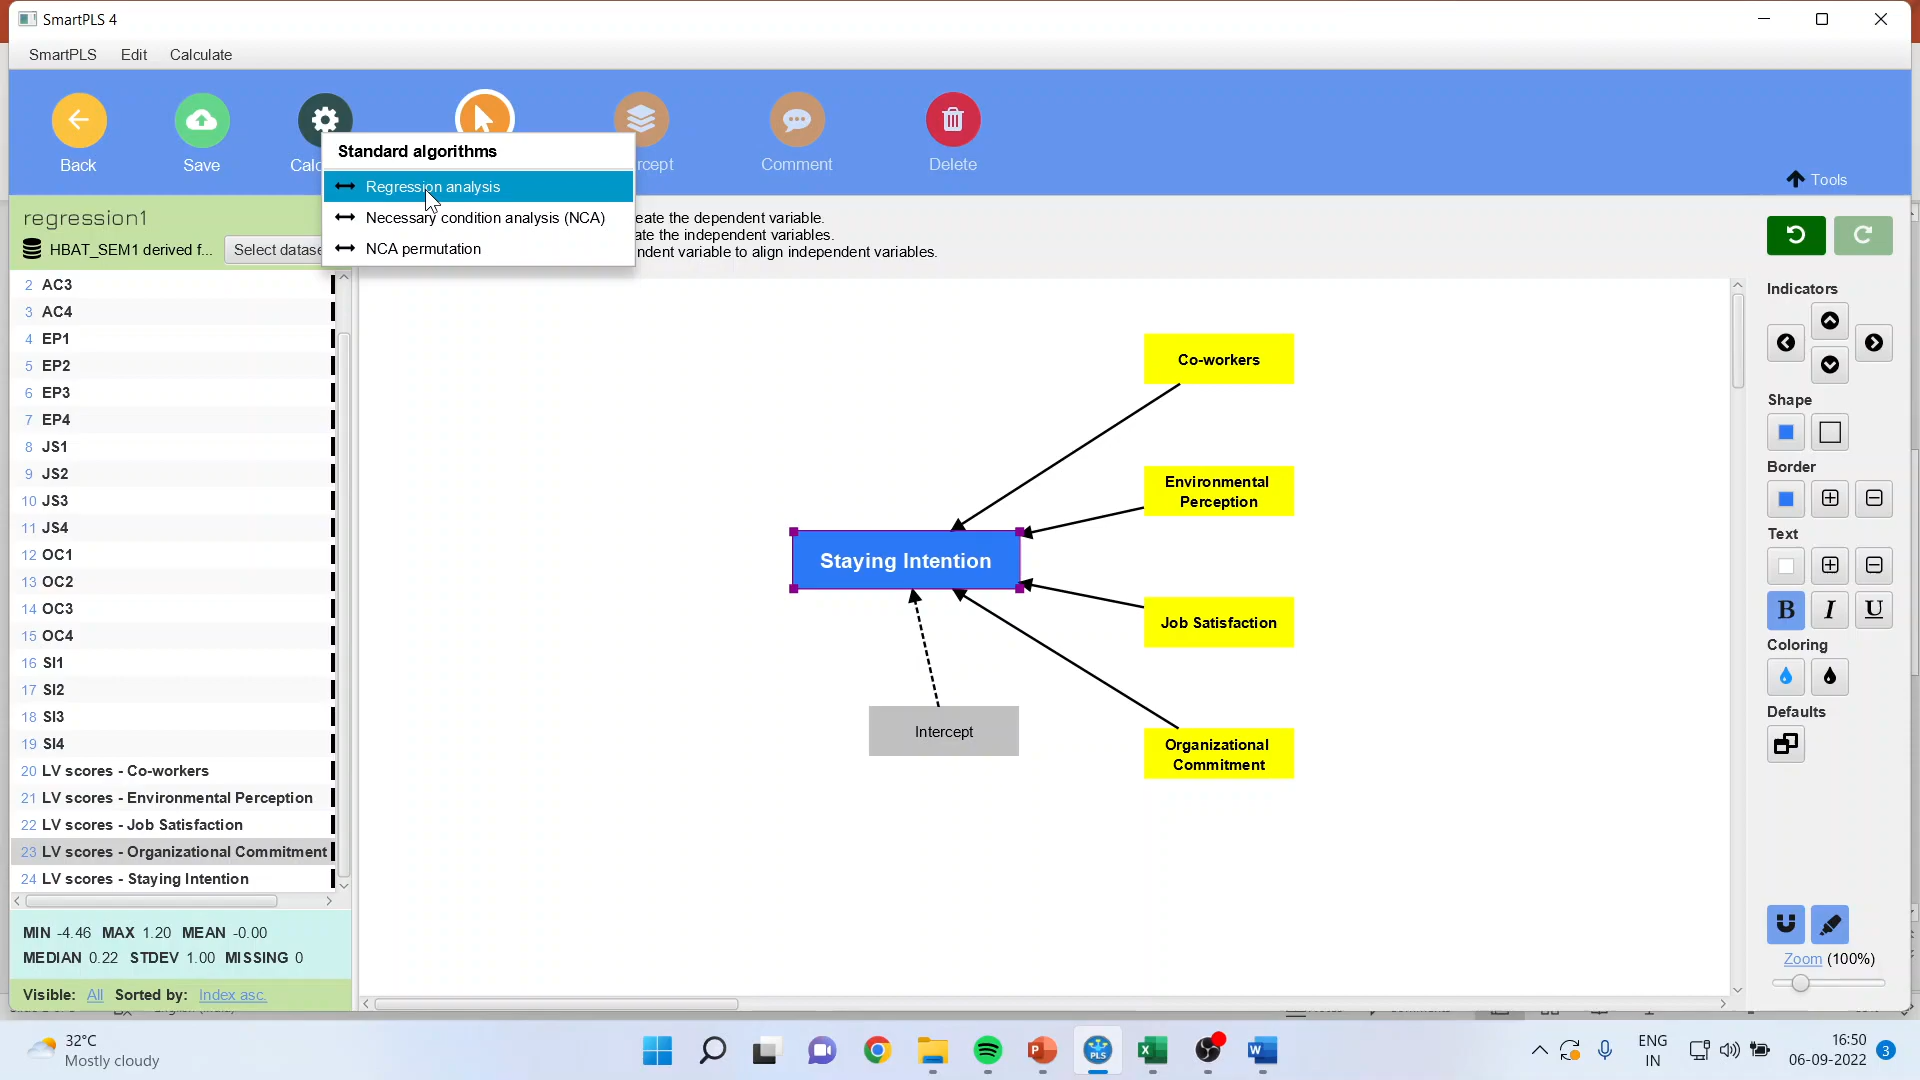 SmartPLS 4
SmartPLS Edit Calculate
Back
Save
Calc
rcept
Comment
Delete
Tools
Standard algorithms
Regression analysis
Necessary condition analysis (NCA)
NCA permutation
regression1
HBAT_SEM1 derived f...
Select datase
eate the dependent variable.
ate the independent variables.
ndent variable to align independent variables.
2 AC3
3 AC4
4 EP1
5 EP2
6 EP3
7 EP4
8 JS1
9 JS2
10 JS3
11 JS4
12 OC1
13 OC2
14 OC3
15 OC4
16 SI1
17 SI2
18 SI3
19 SI4
20 LV scores - Co-workers
21 LV scores - Environmental Perception
22 LV scores - Job Satisfaction
23 LV scores - Organizational Commitment
24 LV scores - Staying Intention
MIN -4.46 MAX 1.20 MEAN -0.00
MEDIAN 0.22 STDEV 1.00 MISSING 0
Visible: All Sorted by: Index asc.
Co-workers
Environmental
Perception
Staying Intention
Job Satisfaction
Intercept
Organizational
Commitment
Indicators
Shape
Border
Text
B I U
Coloring
Defaults
Zoom (100%)
32°C
Mostly cloudy
PLS
ENG
IN
16:50
06-09-2022
3